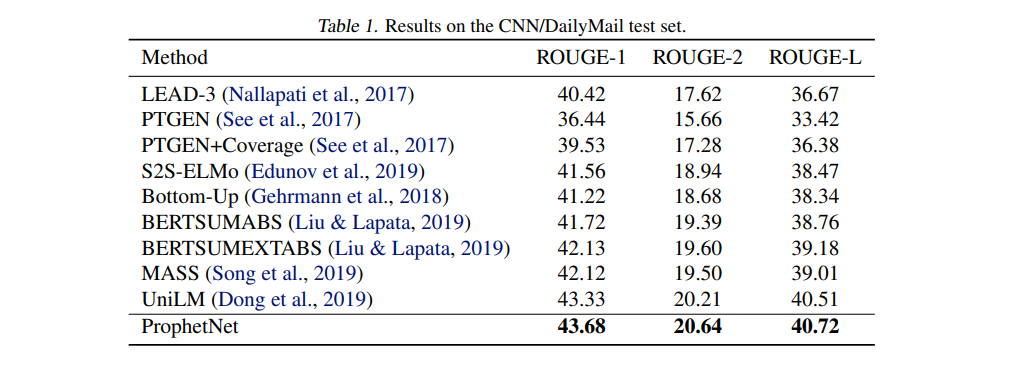 Table 1. Results on the CNN/DailyMail test set.
Method ROUGE-1 ROUGE-2 ROUGE-L
LEAD-3 (Nallapati et al., 2017) 40.42 17.62 36.67
PTGEN (See et al., 2017) 36.44 15.66 33.42
PTGEN+Coverage (See et al., 2017) 39.53 17.28 36.38
S2S-ELMo (Edunov et al., 2019) 41.56 18.94 38.47
Bottom-Up (Gehrmann et al., 2018) 41.22 18.68 38.34
BERTSUMABS (Liu & Lapata, 2019) 41.72 19.39 38.76
BERTSUMEXTABS (Liu & Lapata, 2019) 42.13 19.60 39.18
MASS (Song et al., 2019) 42.12 19.50 39.01
UniLM (Dong et al., 2019) 43.33 20.21 40.51
ProphetNet 43.68 20.64 40.72